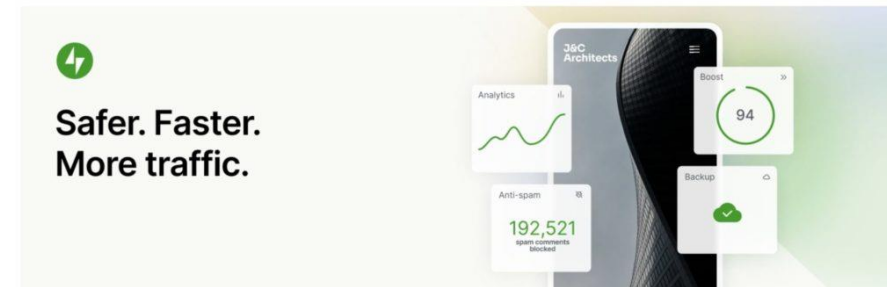 Safer. Faster.
More traffic.
J&C
Architects
Analytics
Boost
94
Anti-spam
192,521
spam comments
blocked
Backup